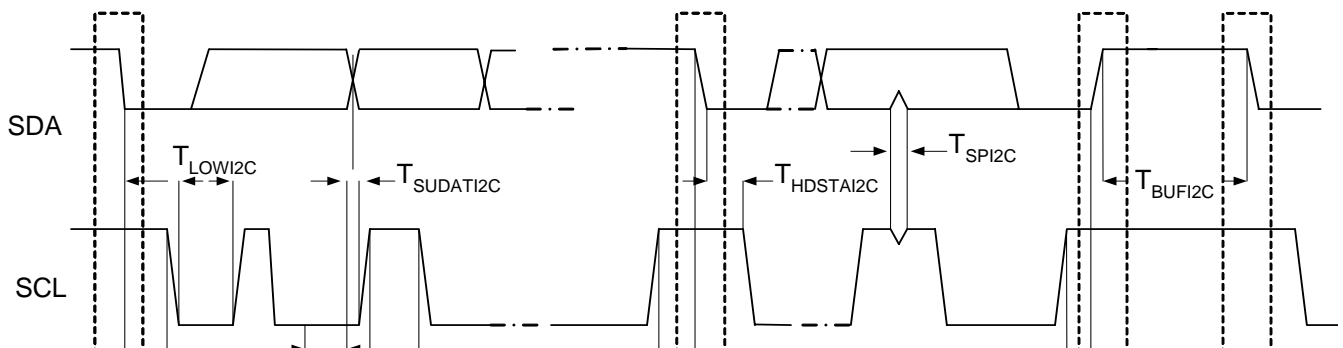 SDA
T_LOWI2C
T_SUDATI2C
T_HDSTAI2C
T_SPI2C
T_BUFI2C
SCL